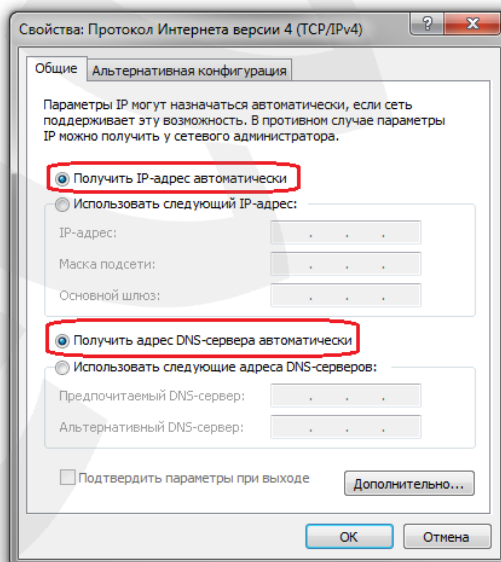 Свойства: Протокол Интернета версии 4 (TCP/IPv4)
Общие
Альтернативная конфигурация
Параметры IP могут назначаться автоматически, если сеть
поддерживает эту возможность. В противном случае параметры
IP можно получить у сетевого администратора.
Получить IP-адрес автоматически
Использовать следующий IP-адрес:
IP-адрес:
Маска подсети:
Основной шлюз:
Получить адрес DNS-сервера автоматически
Использовать следующие адреса DNS-серверов:
Предпочитаемый DNS-сервер:
Альтернативный DNS-сервер:
Подтвердить параметры при выходе
Дополнительно...
ОК
Отмена